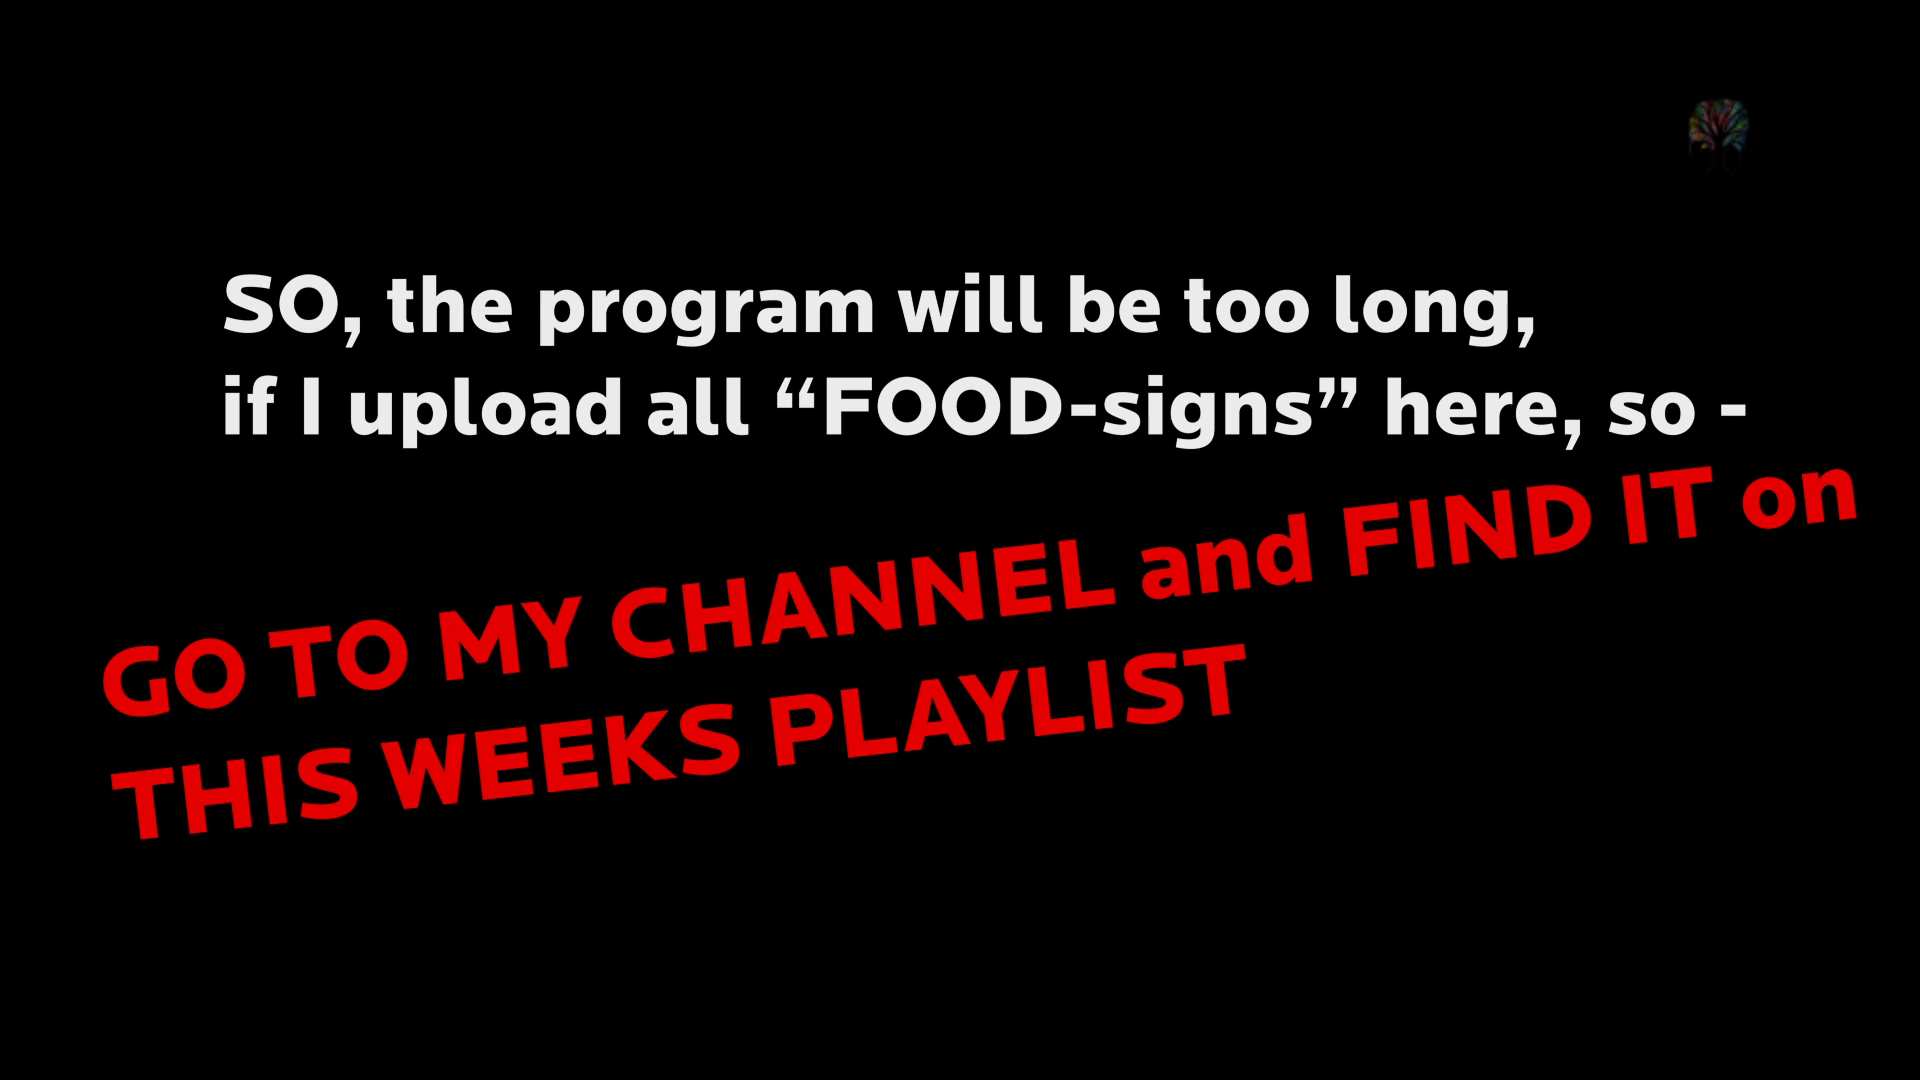 SO, the program will be too long,
if I upload all “FOOD-signs” here, so -
GO TO MY CHANNEL and FIND IT on
THIS WEEKS PLAYLIST